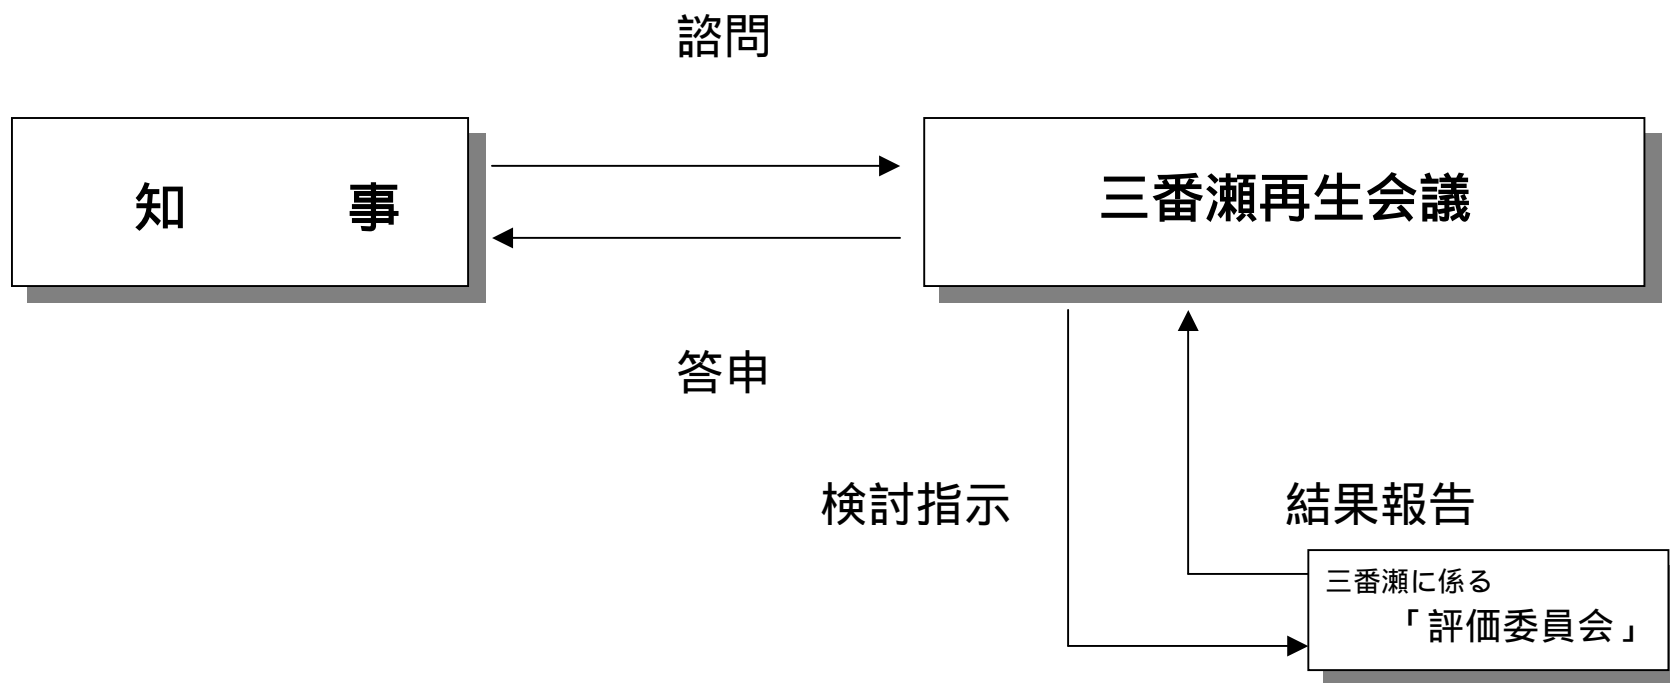 諮問
知　　　事
三番瀬再生会議
答申
検討指示
結果報告
三番瀬に係る
「評価委員会」